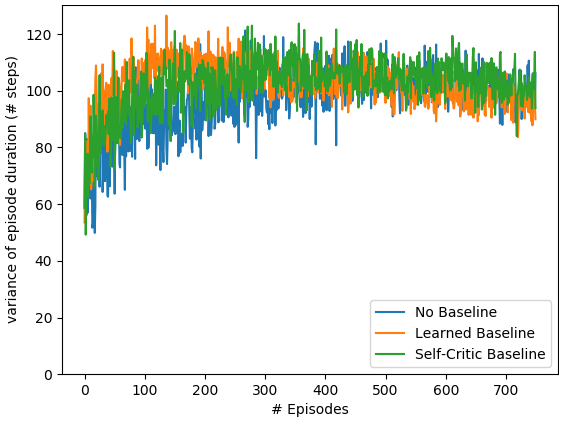 variance of episode duration (# steps)
120
100
80
60
40
20
0
0 100 200 300 400 500 600 700
# Episodes
No Baseline
Learned Baseline
Self-Critic Baseline